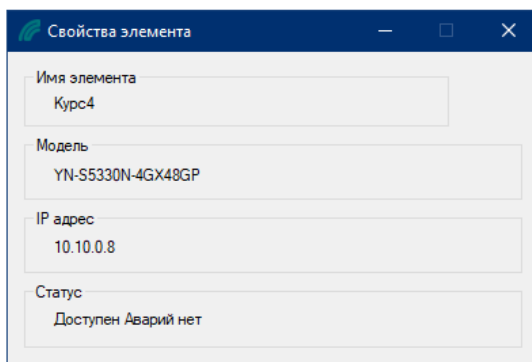 Свойства элемента
Имя элемента
Курс4
Модель
YN-S5330N-4GX48GP
IP адрес
10.10.0.8
Статус
Доступен Аварий нет